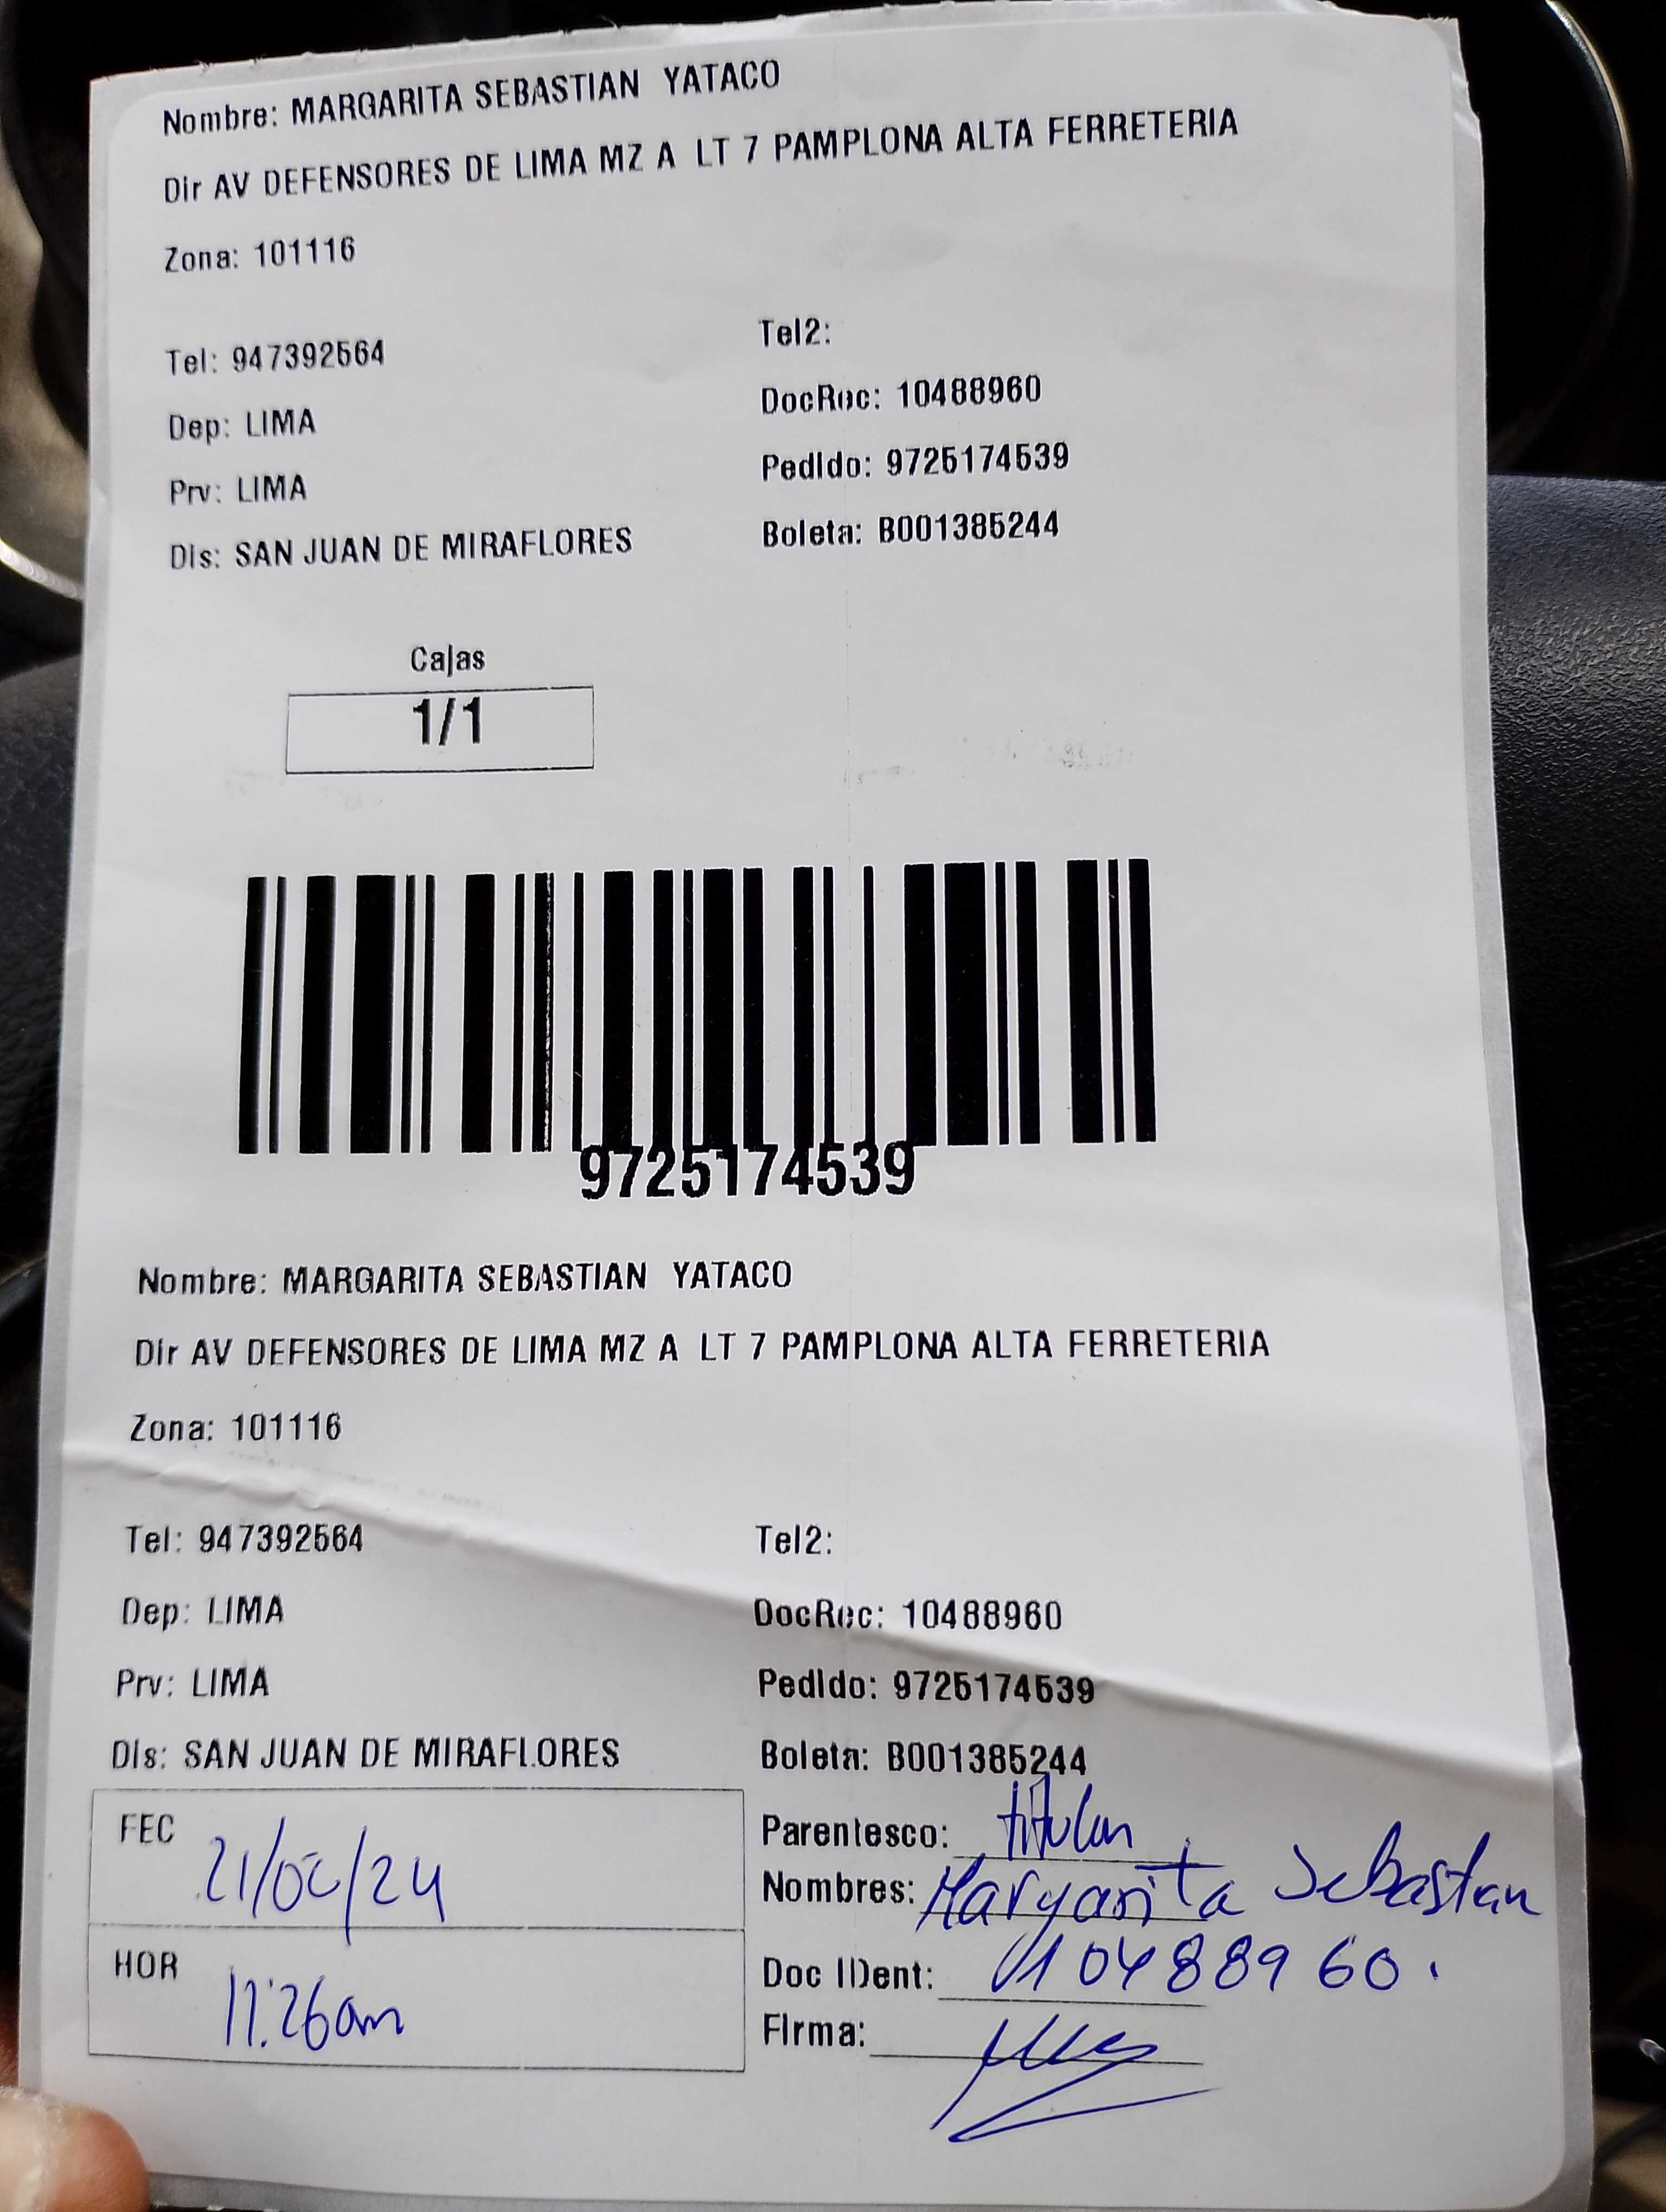 Nombre: MARGARITA SEBASTIAN YATACO
Dir AV DEFENSORES DE LIMA MZ A LT 7 PAMPLONA ALTA FERRETERIA
Zona: 101116
Tel: 947392564 Tel2:
Dep: LIMA DocRec: 10488960
Prv: LIMA Pedido: 9725174539
Dis: SAN JUAN DE MIRAFLORES Boleta: B001385244
Cajas
1/1
9725174539
Nombre: MARGARITA SEBASTIAN YATACO
Dir AV DEFENSORES DE LIMA MZ A LT 7 PAMPLONA ALTA FERRETERIA
Zona: 101116
Tel: 947392564 Tel2:
Dep: LIMA DocRec: 10488960
Prv: LIMA Pedido: 9725174539
Dis: SAN JUAN DE MIRAFLORES Boleta: B001385244
FEC Parentesco: titular
Nombres: Margarita Sebastian
HOR 11:26am Doc IDent: 10488960.
Firma: